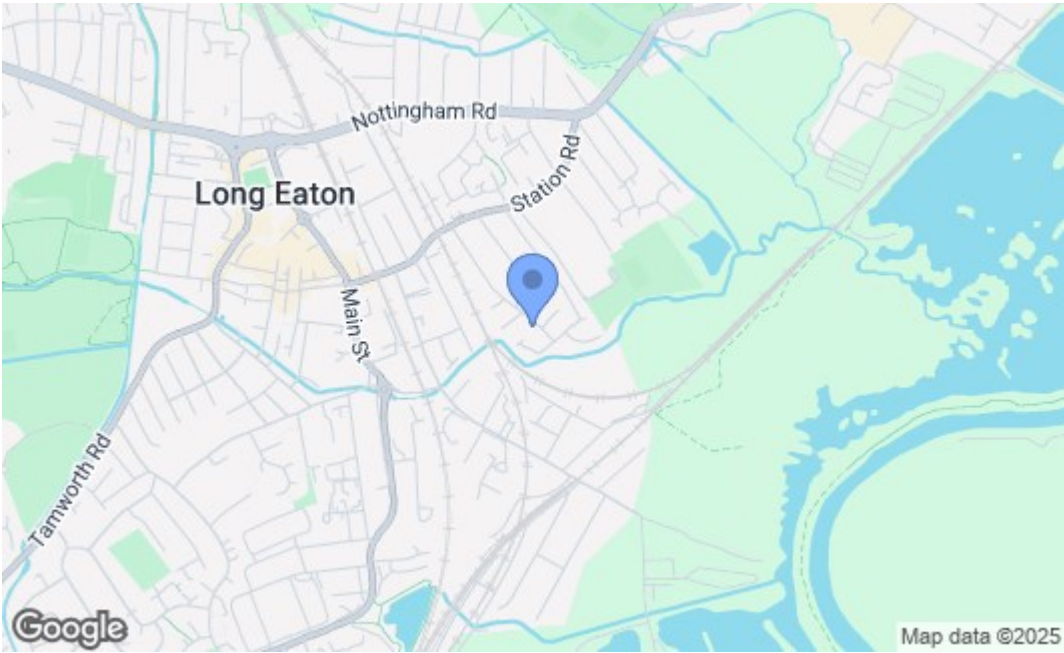 Nottingham Rd
Station Rd
Long Eaton
Main St
Tamworth Rd
Google
Map data ©2025